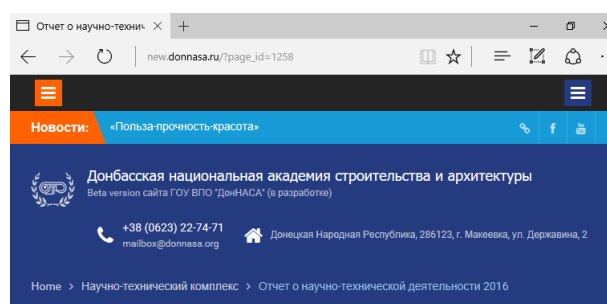 Отчет о научно-технич
new.donnasa.ru/?page_id=1258
Новости: «Польза-прочность-красота»
Донбасская национальная академия строительства и архитектуры
Beta version сайта ГОУ ВПО "ДонНАСА" (в разработке)
+38 (0623) 22-74-71
mailbox@donnasa.org
Донецкая Народная Республика, 286123, г. Макеевка, ул. Державина, 2
Home > Научно-технический комплекс > Отчет о научно-технической деятельности 2016